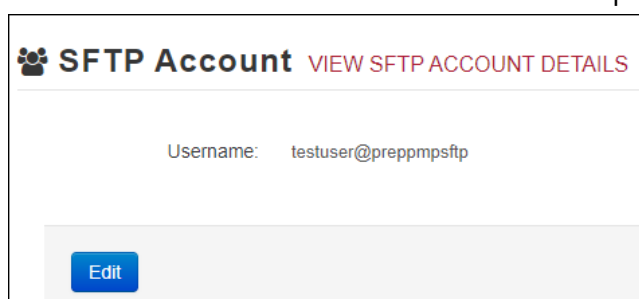 SFTP Account VIEW SFTP ACCOUNT DETAILS
Username: testuser@preppmpsftp
Edit